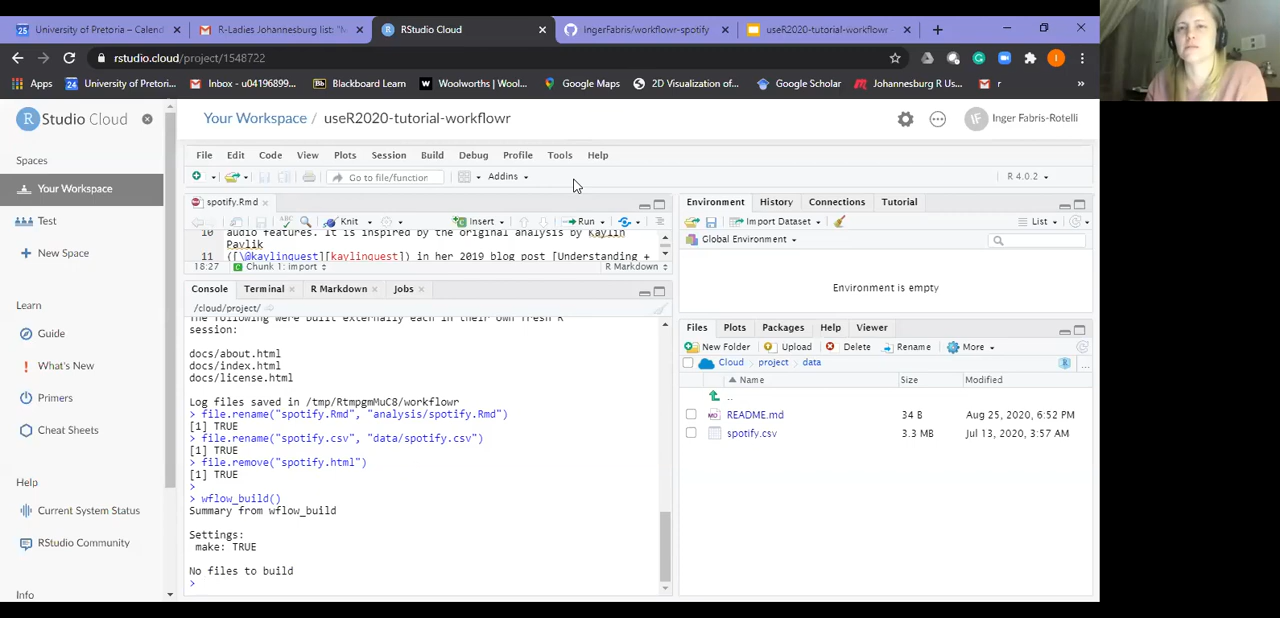 University of Pretoria – Calend
R-Ladies Johannesburg list: "M
RStudio Cloud
IngerFabris/workflowr-spotify
useR2020-tutorial-workflowr -
rstudio.cloud/project/1548722
Apps
University of Pretori...
Inbox - u04196899...
Blackboard Learn
Woolworths | Wool...
Google Maps
2D Visualization of...
Google Scholar
Johannesburg R Us...
r
R Studio Cloud
Your Workspace / useR2020-tutorial-workflowr
IF
Inger Fabris-Rotelli
Spaces
Your Workspace
Test
New Space
Learn
Guide
What's New
Primers
Cheat Sheets
Help
Current System Status
RStudio Community
Info
File Edit Code View Plots Session Build Debug Profile Tools Help
Go to file/function
Addins
R 4.0.2
spotify.Rmd
Knit
Insert
Run
10 audio features. It is inspired by the original analysis by Kaylin
Pavlik
11 ([\@kaylinquest][kaylinquest]) in her 2019 blog post [Understanding +
18:27 Chunk 1: import R Markdown
Console Terminal R Markdown Jobs
/cloud/project/
The following were built externally each in their own fresh R
session:
docs/about.html
docs/index.html
docs/license.html
Log files saved in /tmp/RtmpgmMuC8/workflowr
> file.rename("spotify.Rmd", "analysis/spotify.Rmd")
[1] TRUE
> file.rename("spotify.csv", "data/spotify.csv")
[1] TRUE
> file.remove("spotify.html")
[1] TRUE
>
> wflow_build()
Summary from wflow_build
Settings:
make: TRUE
No files to build
>
Environment History Connections Tutorial
Import Dataset
List
Global Environment
Environment is empty
Files Plots Packages Help Viewer
New Folder Upload Delete Rename More
Cloud project data
Name Size Modified
..
README.md 34 B Aug 25, 2020, 6:52 PM
spotify.csv 3.3 MB Jul 13, 2020, 3:57 AM